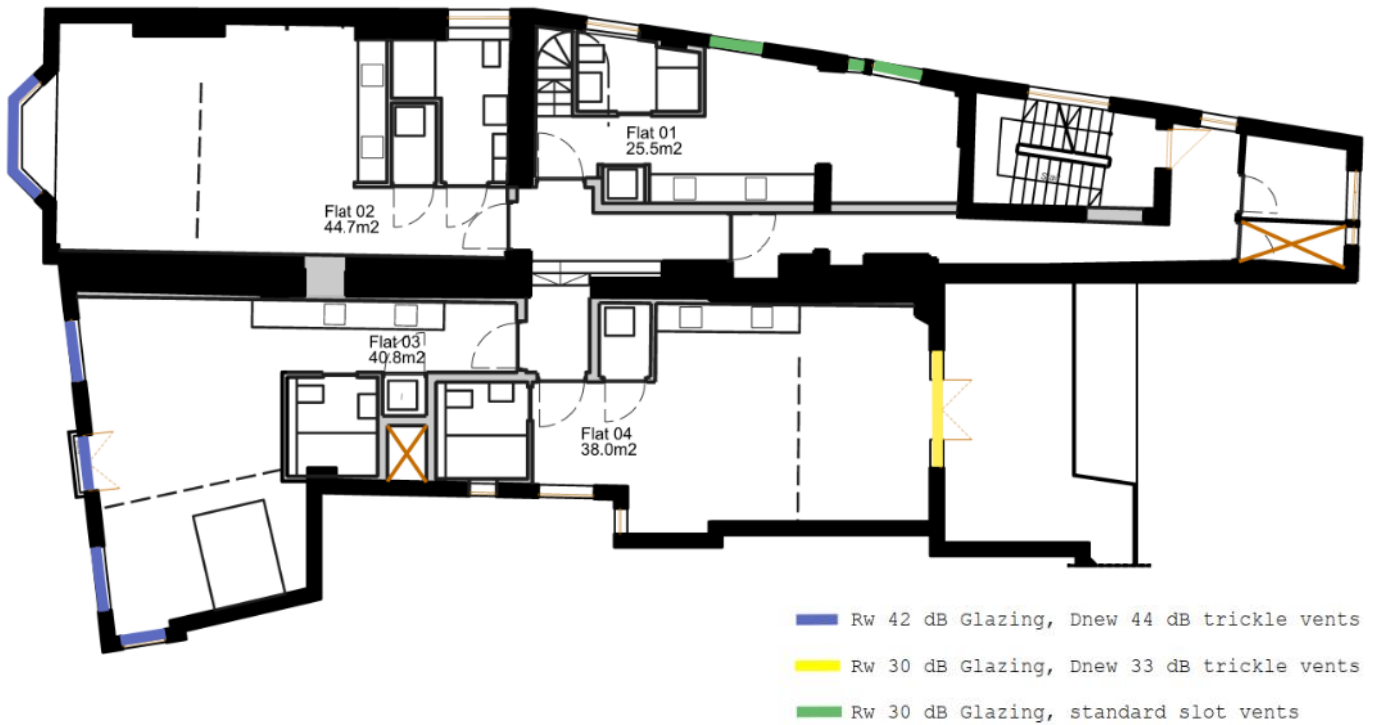 Flat 01
25.5m2
Flat 02
44.7m2
Flat 03
40.8m2
Flat 04
38.0m2
Rw 42 dB Glazing, Dnew 44 dB trickle vents
Rw 30 dB Glazing, Dnew 33 dB trickle vents
Rw 30 dB Glazing, standard slot vents